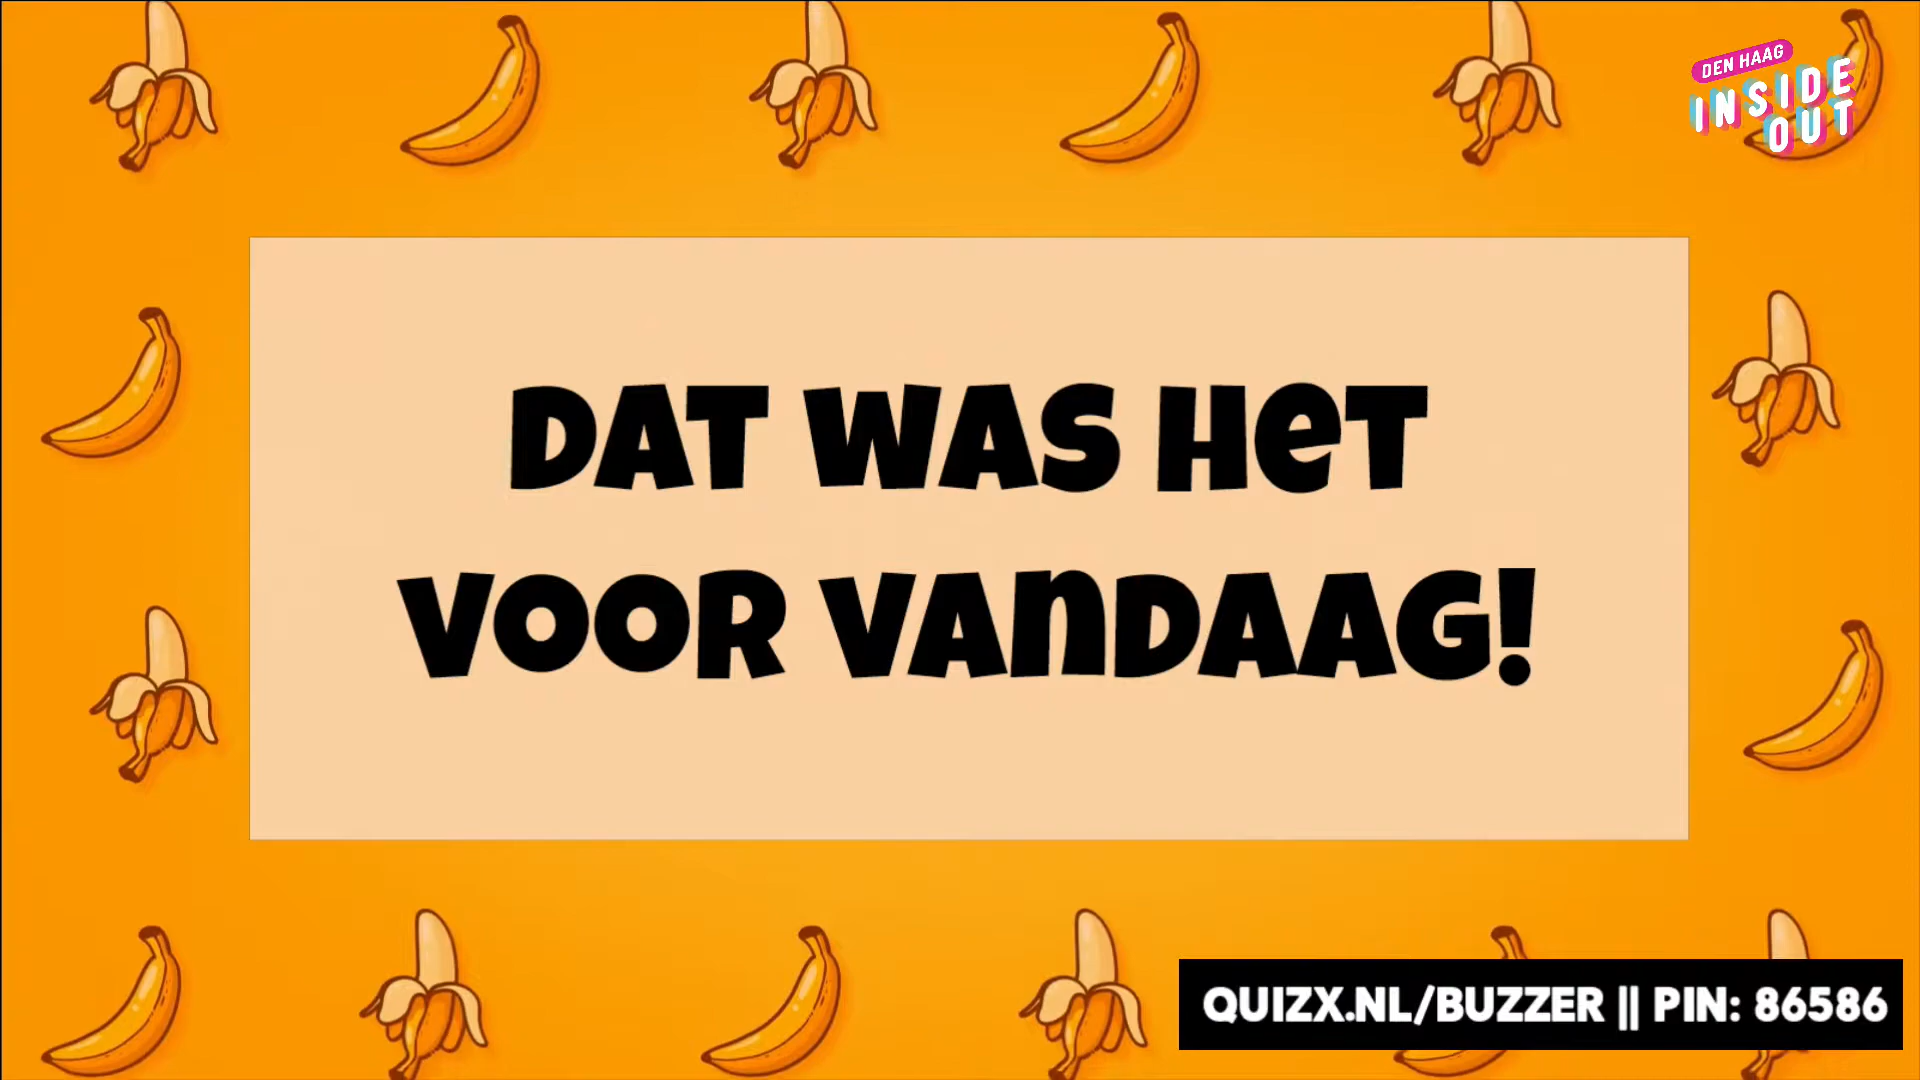 DEN HAAG
INSIDE
OUT
DAT WAS HET
VOOR VANDAAG!
QUIZX.NL/BUZZER || PIN: 86586